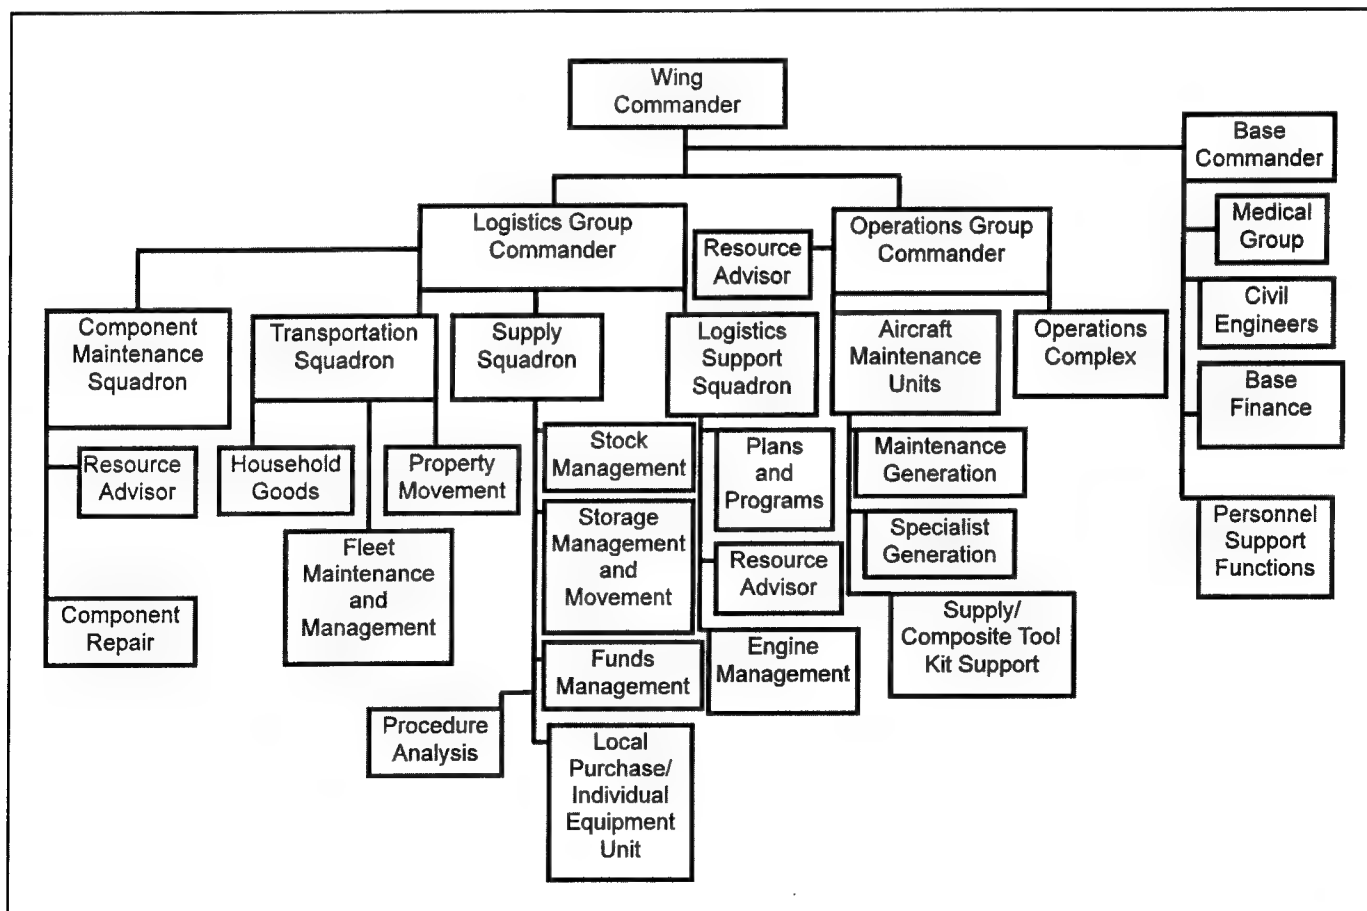 Wing
Commander
Base
Commander
Logistics Group
Commander
Resource
Advisor
Operations Group
Commander
Medical
Group
Civil
Engineers
Component
Maintenance
Squadron
Transportation
Squadron
Supply
Squadron
Logistics
Support
Squadron
Aircraft
Maintenance
Units
Operations
Complex
Base
Finance
Resource
Advisor
Household
Goods
Property
Movement
Stock
Management
Plans
and
Programs
Maintenance
Generation
Personnel
Support
Functions
Fleet
Maintenance
and
Management
Storage
Management
and
Movement
Resource
Advisor
Specialist
Generation
Component
Repair
Funds
Management
Engine
Management
Supply/
Composite Tool
Kit Support
Procedure
Analysis
Local
Purchase/
Individual
Equipment
Unit